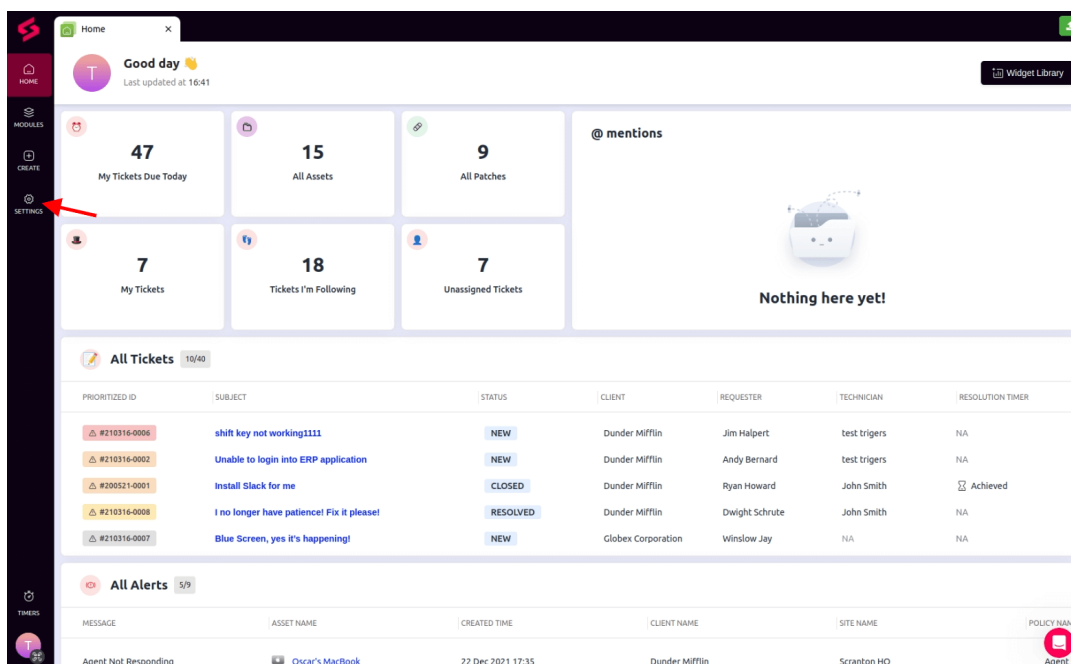 Home
Good day 👋
Last updated at 16:41
Widget Library
HOME
MODULES
CREATE
SETTINGS
47
My Tickets Due Today
15
All Assets
9
All Patches
@ mentions
7
My Tickets
18
Tickets I'm Following
7
Unassigned Tickets
Nothing here yet!
All Tickets 10/40
PRIORITIZED ID SUBJECT STATUS CLIENT REQUESTER TECHNICIAN RESOLUTION TIMER
#210316-0006 shift key not working1111 NEW Dunder Mifflin Jim Halpert test trigers NA
#210316-0002 Unable to login into ERP application NEW Dunder Mifflin Andy Bernard test trigers NA
#200521-0001 Install Slack for me CLOSED Dunder Mifflin Ryan Howard John Smith Achieved
#210316-0008 I no longer have patience! Fix it please! RESOLVED Dunder Mifflin Dwight Schrute John Smith NA
#210316-0007 Blue Screen, yes it's happening! NEW Globex Corporation Winslow Jay NA NA
All Alerts 5/9
MESSAGE ASSET NAME CREATED TIME CLIENT NAME SITE NAME POLICY NAM
Agent Not Responding Oscar's MacBook 22 Dec 2021 17:35 Dunder Mifflin Scranton HQ Agent
TIMERS
T
T